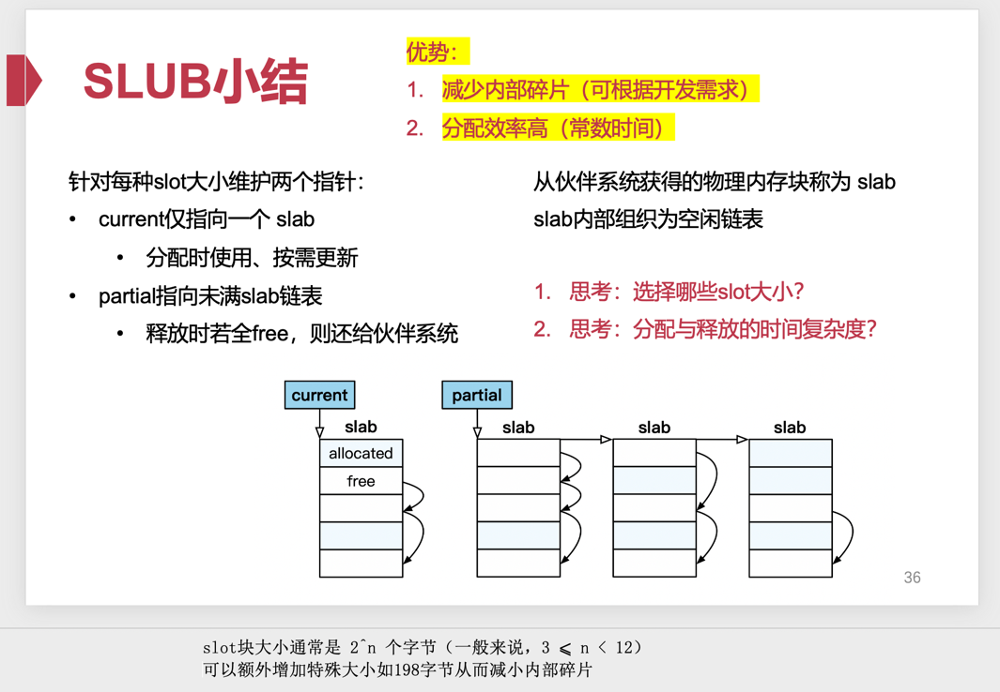 SLUB小结
优势：
1. 减少内部碎片（可根据开发需求）
2. 分配效率高（常数时间）
针对每种slot大小维护两个指针：
• current仅指向一个 slab
• 分配时使用、按需更新
• partial指向未满slab链表
• 释放时若全free，则还给伙伴系统
从伙伴系统获得的物理内存块称为 slab
slab内部组织为空闲链表
1. 思考：选择哪些slot大小？
2. 思考：分配与释放的时间复杂度？
current
partial
slab
slab
slab
slab
allocated
free
36
slot块大小通常是 2^n 个字节（一般来说，3 ⩽ n < 12）
可以额外增加特殊大小如198字节从而减小内部碎片